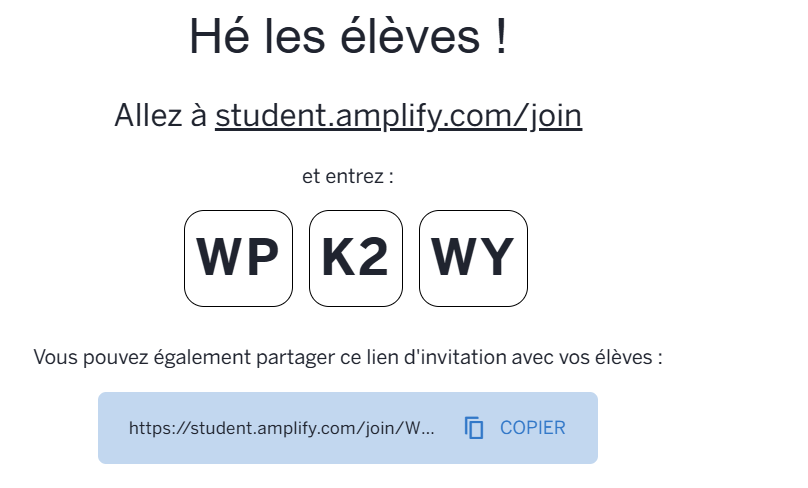 Hé les élèves !
Allez à student.amplify.com/join
et entrez :
WP K2 WY
Vous pouvez également partager ce lien d'invitation avec vos élèves :
https://student.amplify.com/join/W... COPIER